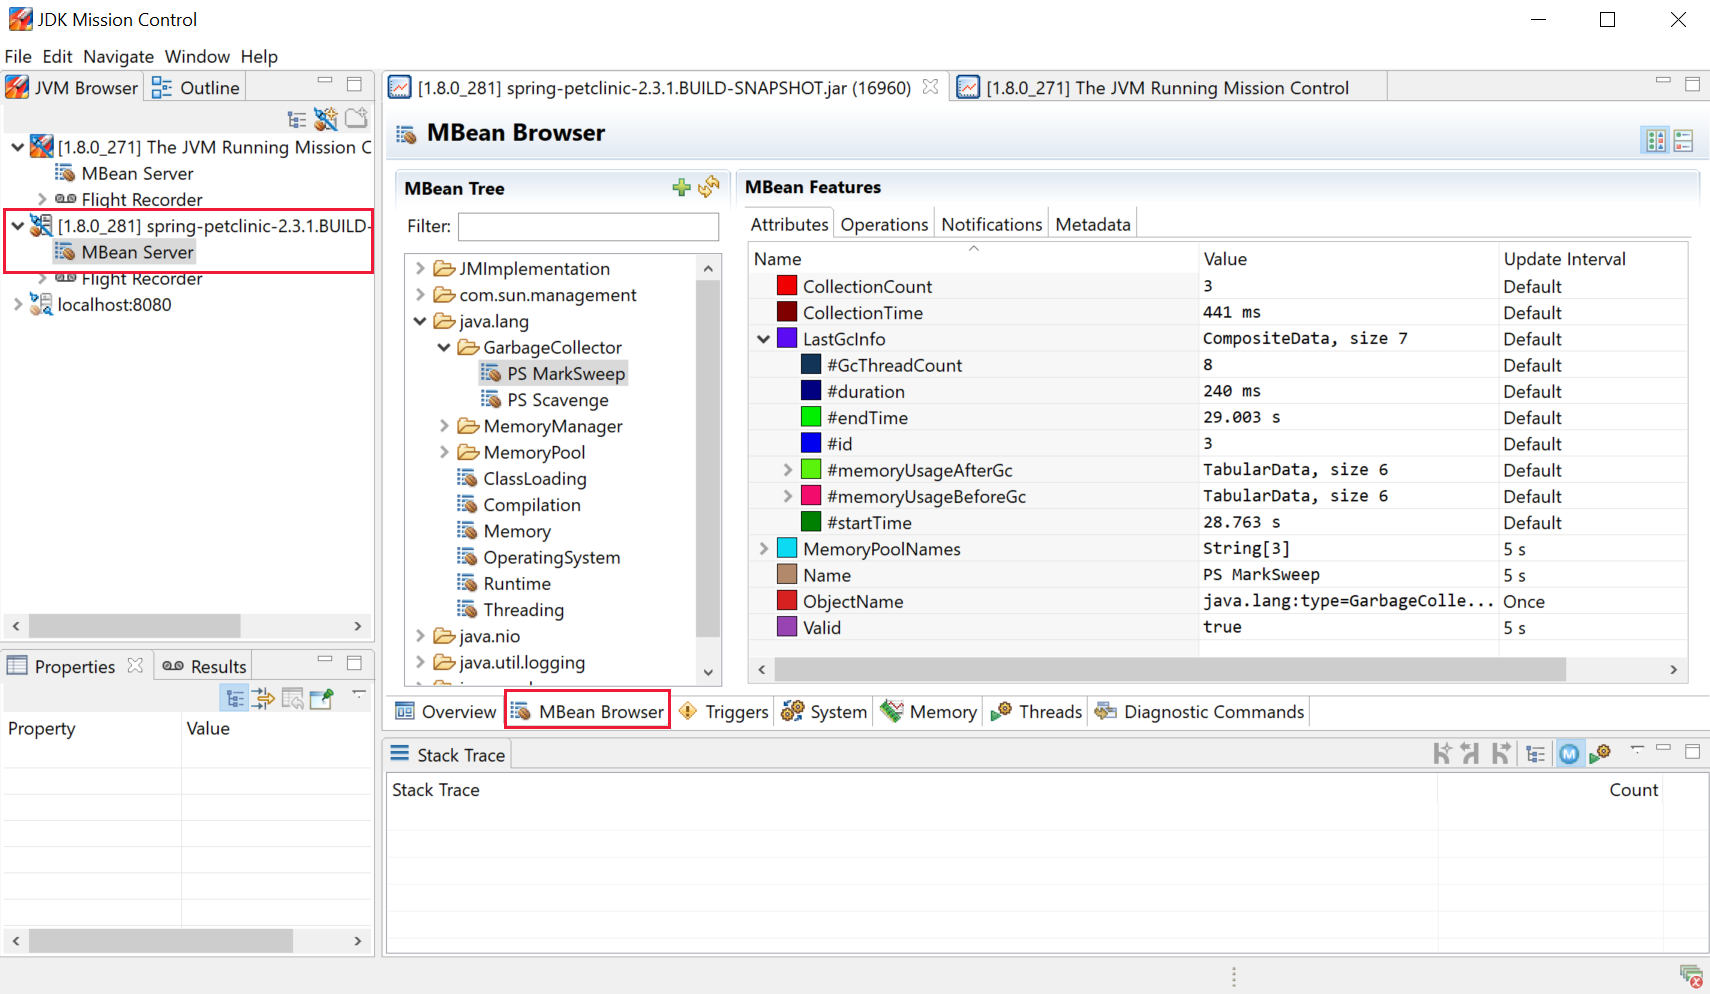 JDK Mission Control
File Edit Navigate Window Help
JVM Browser
Outline
[1.8.0_271] The JVM Running Mission C
MBean Server
Flight Recorder
[1.8.0_281] spring-petclinic-2.3.1.BUILD-
MBean Server
Flight Recorder
localhost:8080
Properties
Results
Property Value
[1.8.0_281] spring-petclinic-2.3.1.BUILD-SNAPSHOT.jar (16960)
[1.8.0_271] The JVM Running Mission Control
MBean Browser
MBean Tree
Filter:
JMImplementation
com.sun.management
java.lang
GarbageCollector
PS MarkSweep
PS Scavenge
MemoryManager
MemoryPool
ClassLoading
Compilation
Memory
OperatingSystem
Runtime
Threading
java.nio
java.util.logging
MBean Features
Attributes Operations Notifications Metadata
Name Value Update Interval
CollectionCount 3 Default
CollectionTime 441 ms Default
LastGcInfo CompositeData, size 7 Default
#GcThreadCount 8 Default
#duration 240 ms Default
#endTime 29.003 s Default
#id 3 Default
#memoryUsageAfterGc TabularData, size 6 Default
#memoryUsageBeforeGc TabularData, size 6 Default
#startTime 28.763 s Default
MemoryPoolNames String[3] 5 s
Name PS MarkSweep 5 s
ObjectName java.lang:type=GarbageColle... Once
Valid true 5 s
Overview MBean Browser Triggers System Memory Threads Diagnostic Commands
Stack Trace
Stack Trace Count